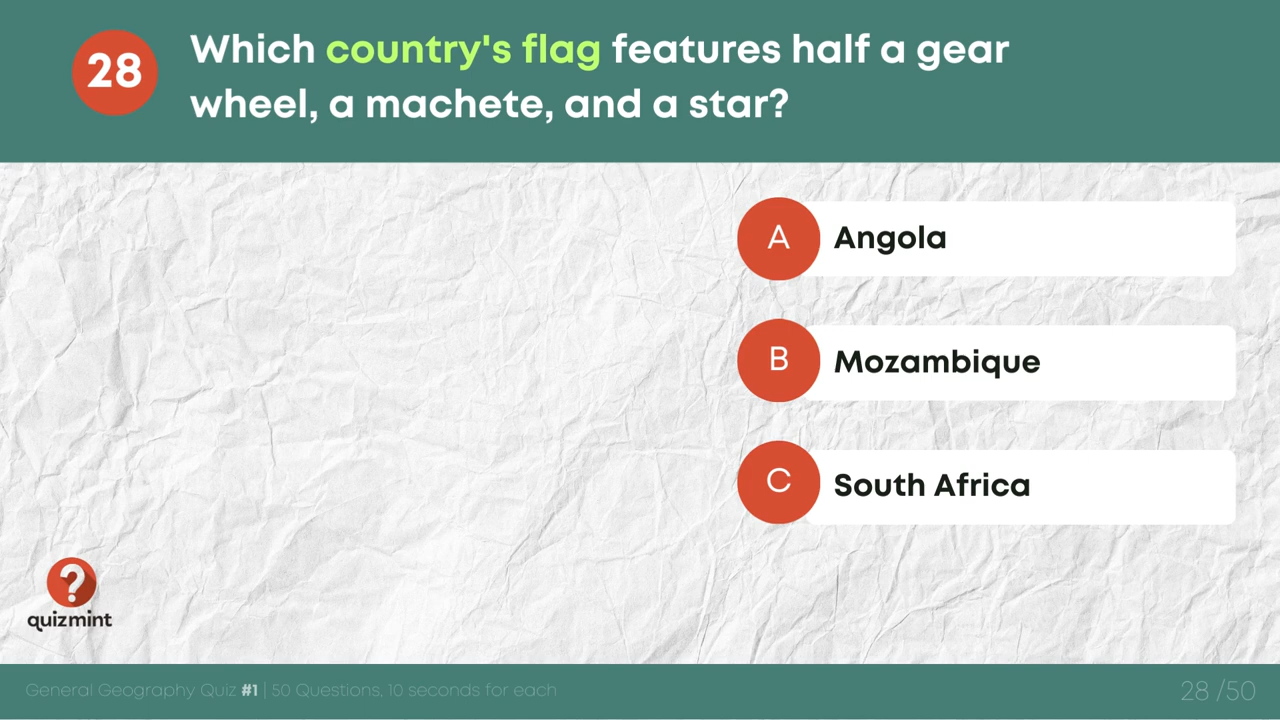 28
Which country's flag features half a gear
wheel, a machete, and a star?
A
Angola
B
Mozambique
C
South Africa
?
quizmint
General Geography Quiz #1 | 50 Questions, 10 seconds for each
28 /50